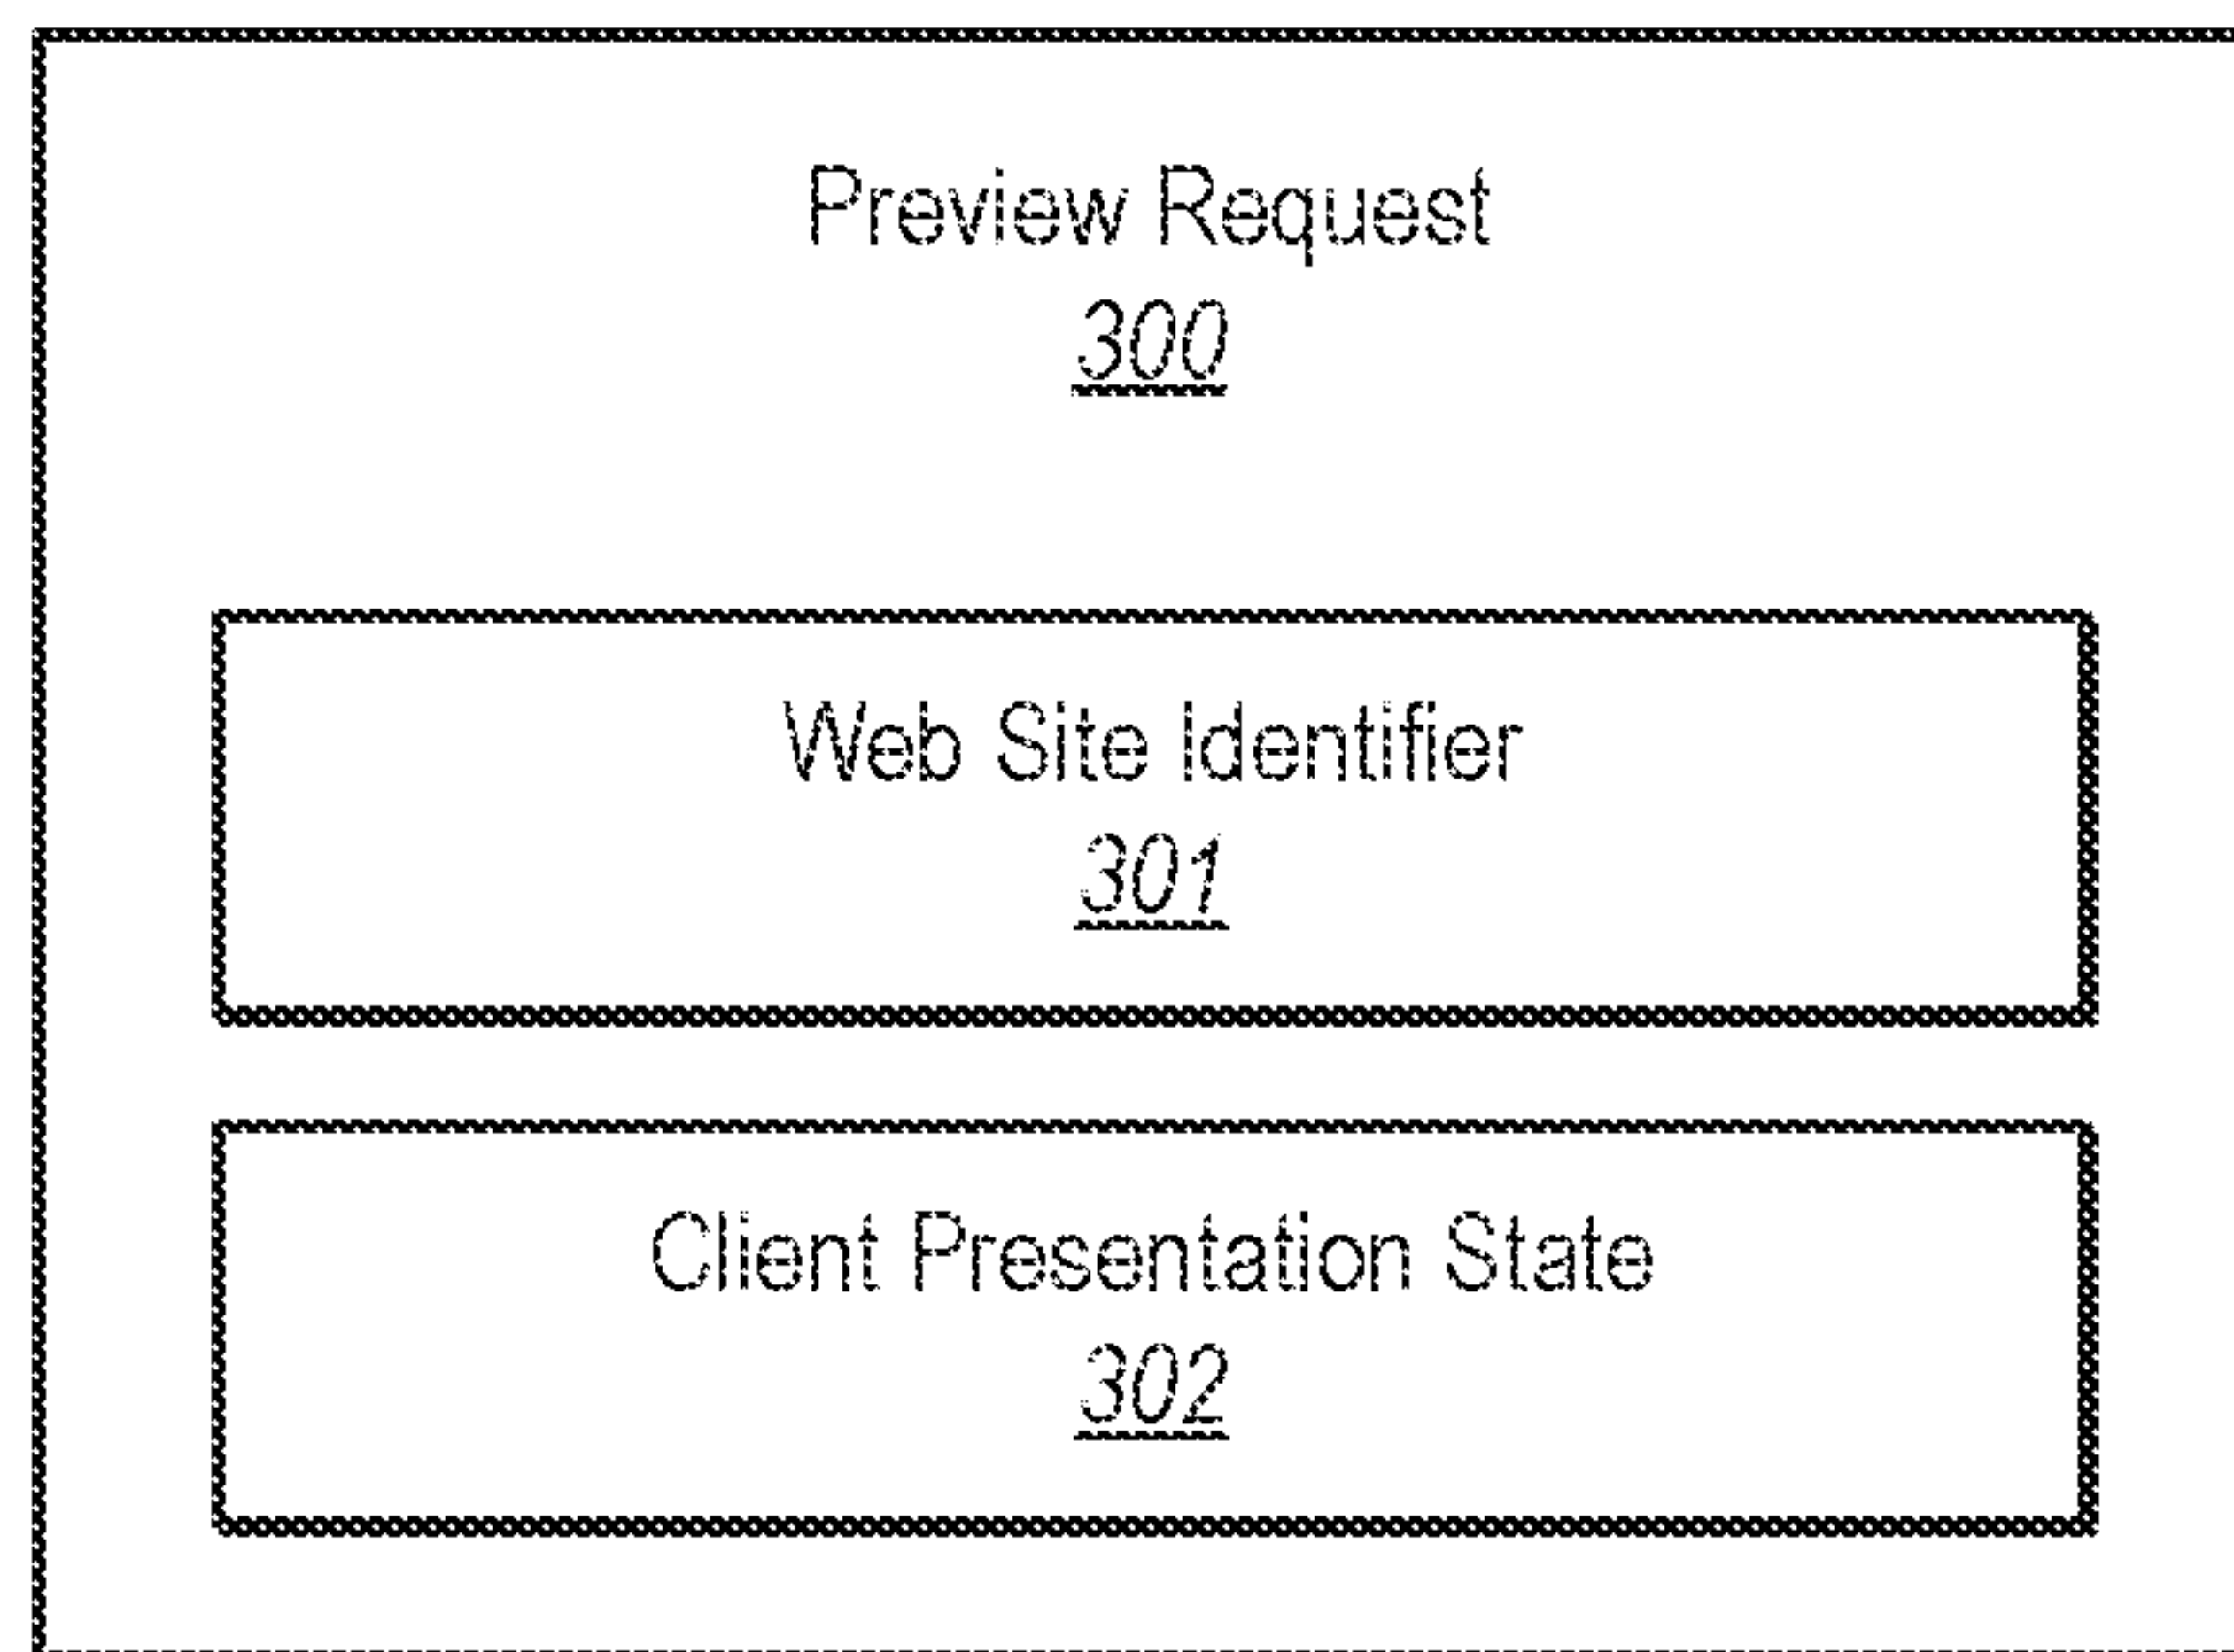 Preview Request
300
Web Site Identifier
301
Client Presentation State
302